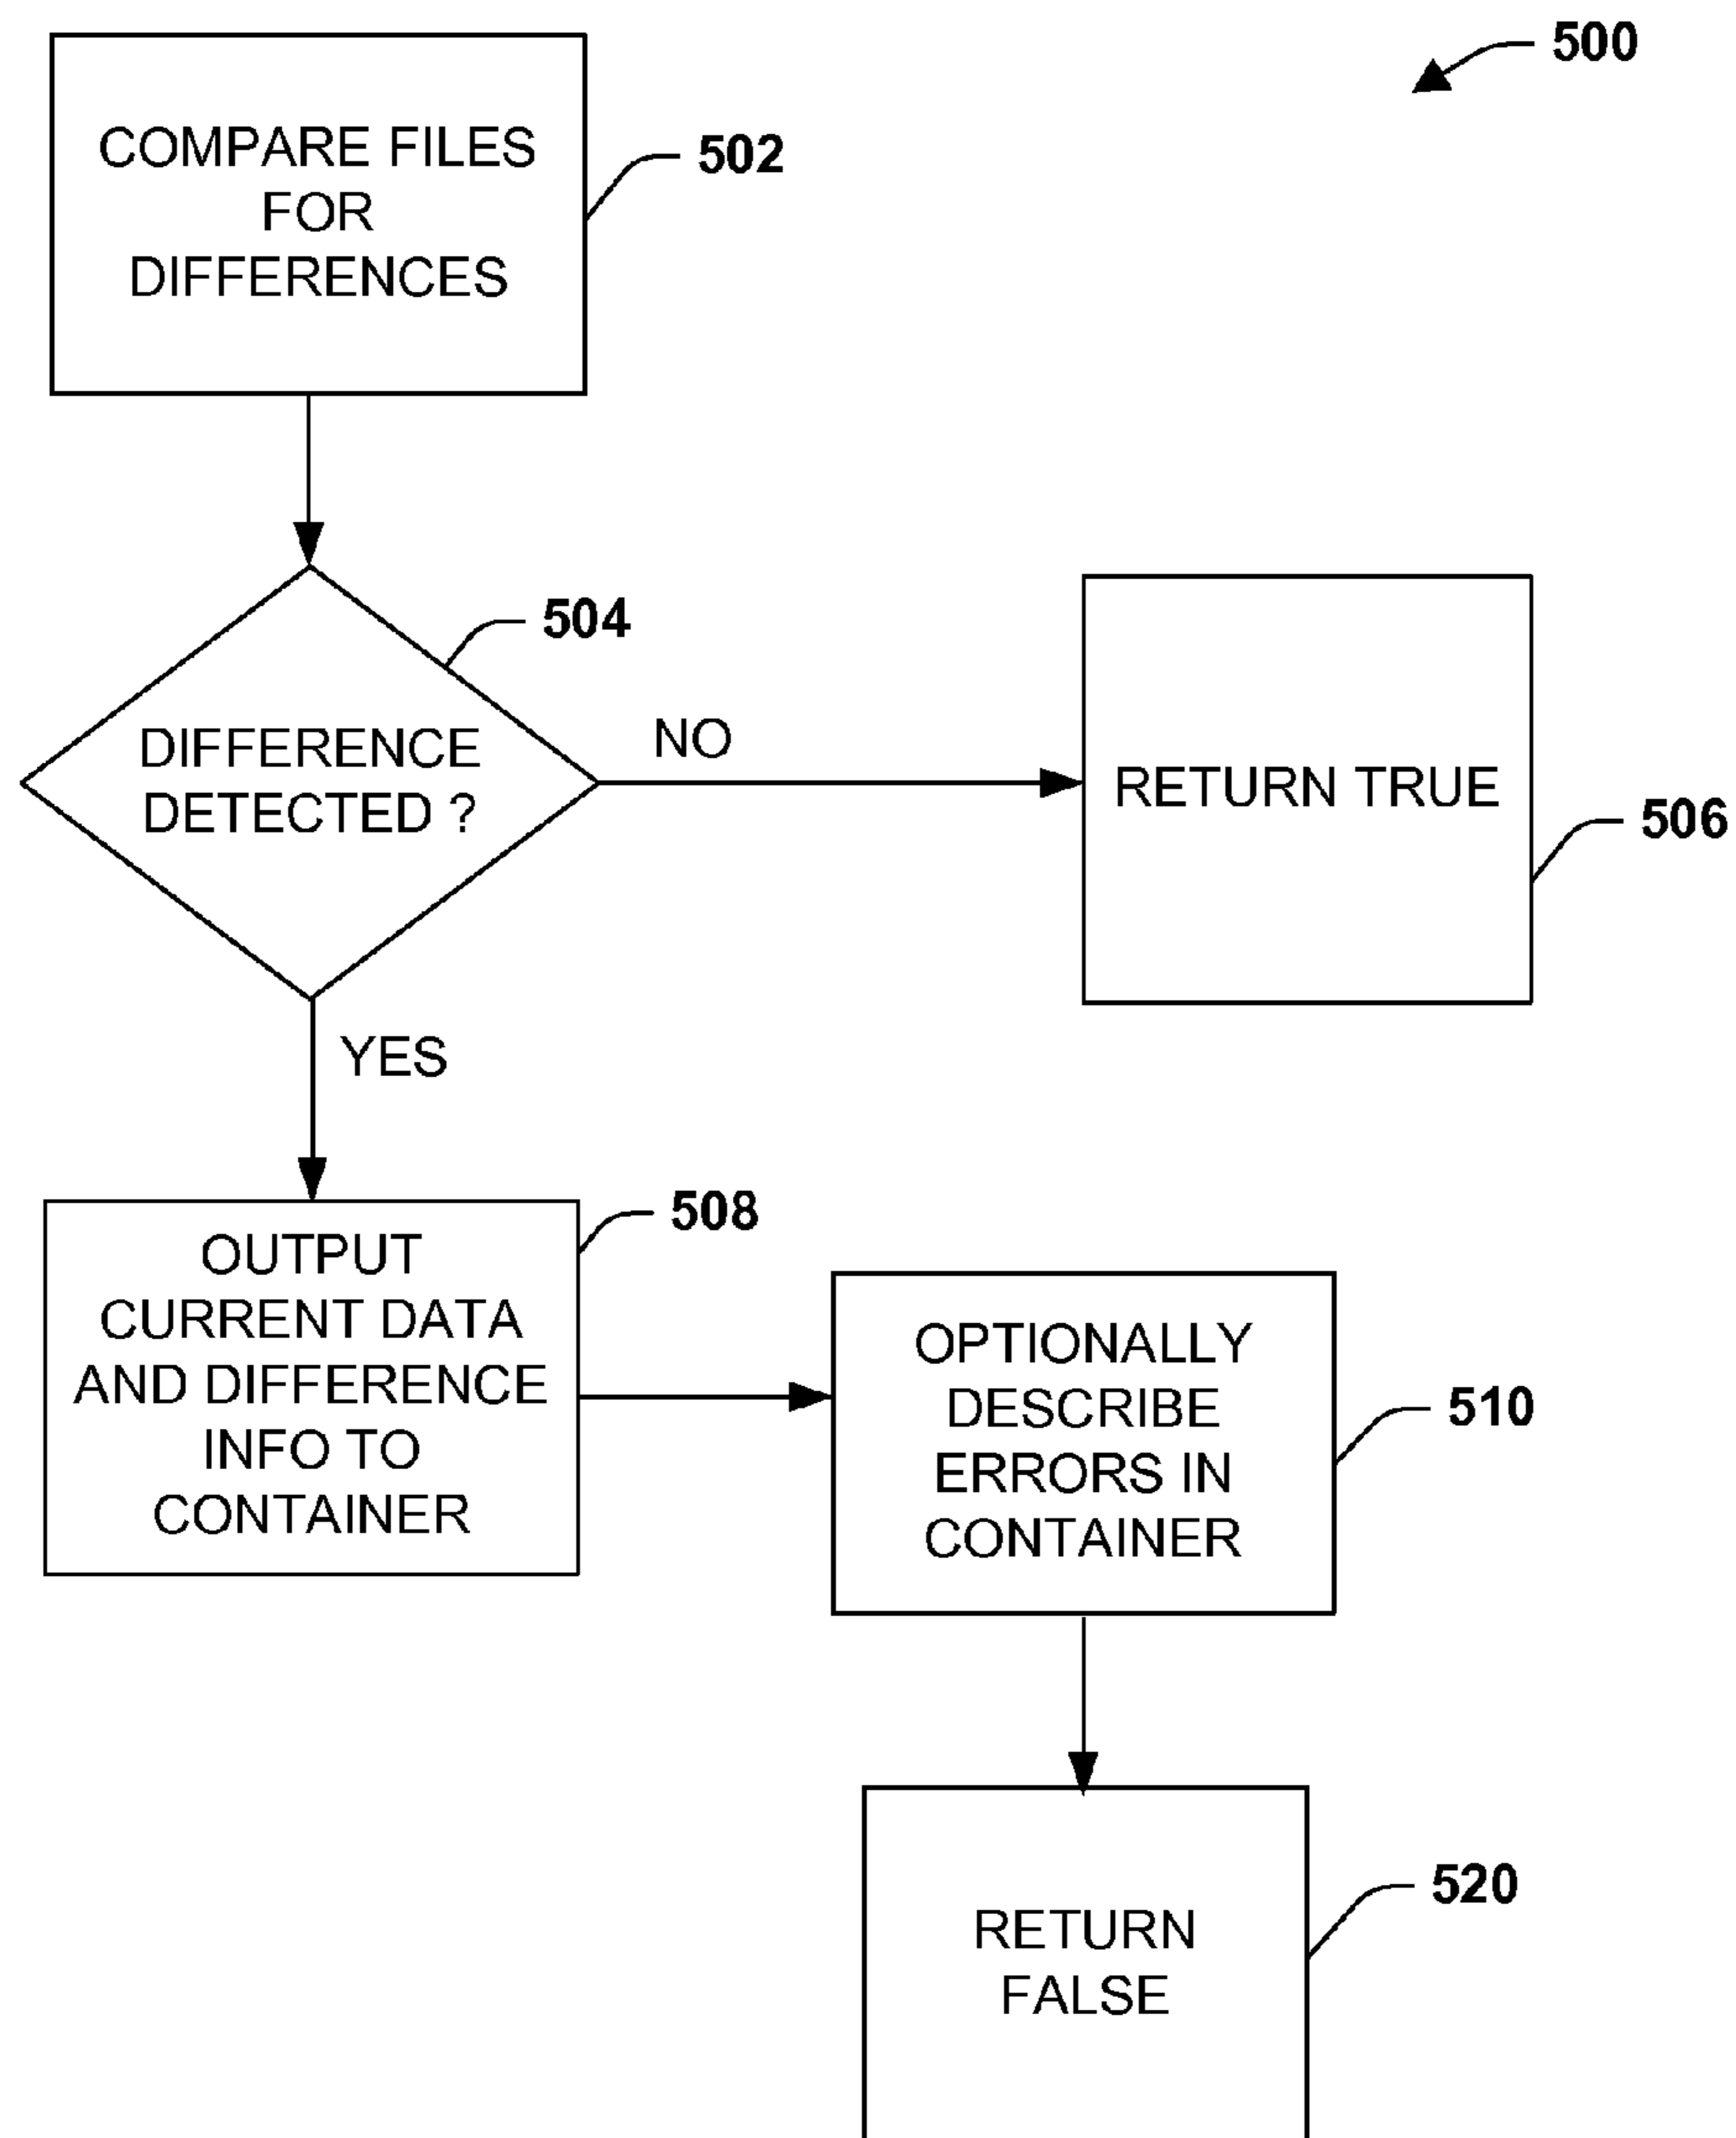 500
COMPARE FILES
FOR
DIFFERENCES
502
504
DIFFERENCE
DETECTED ?
NO
RETURN TRUE
506
YES
508
OUTPUT
CURRENT DATA
AND DIFFERENCE
INFO TO
CONTAINER
OPTIONALLY
DESCRIBE
ERRORS IN
CONTAINER
510
520
RETURN
FALSE